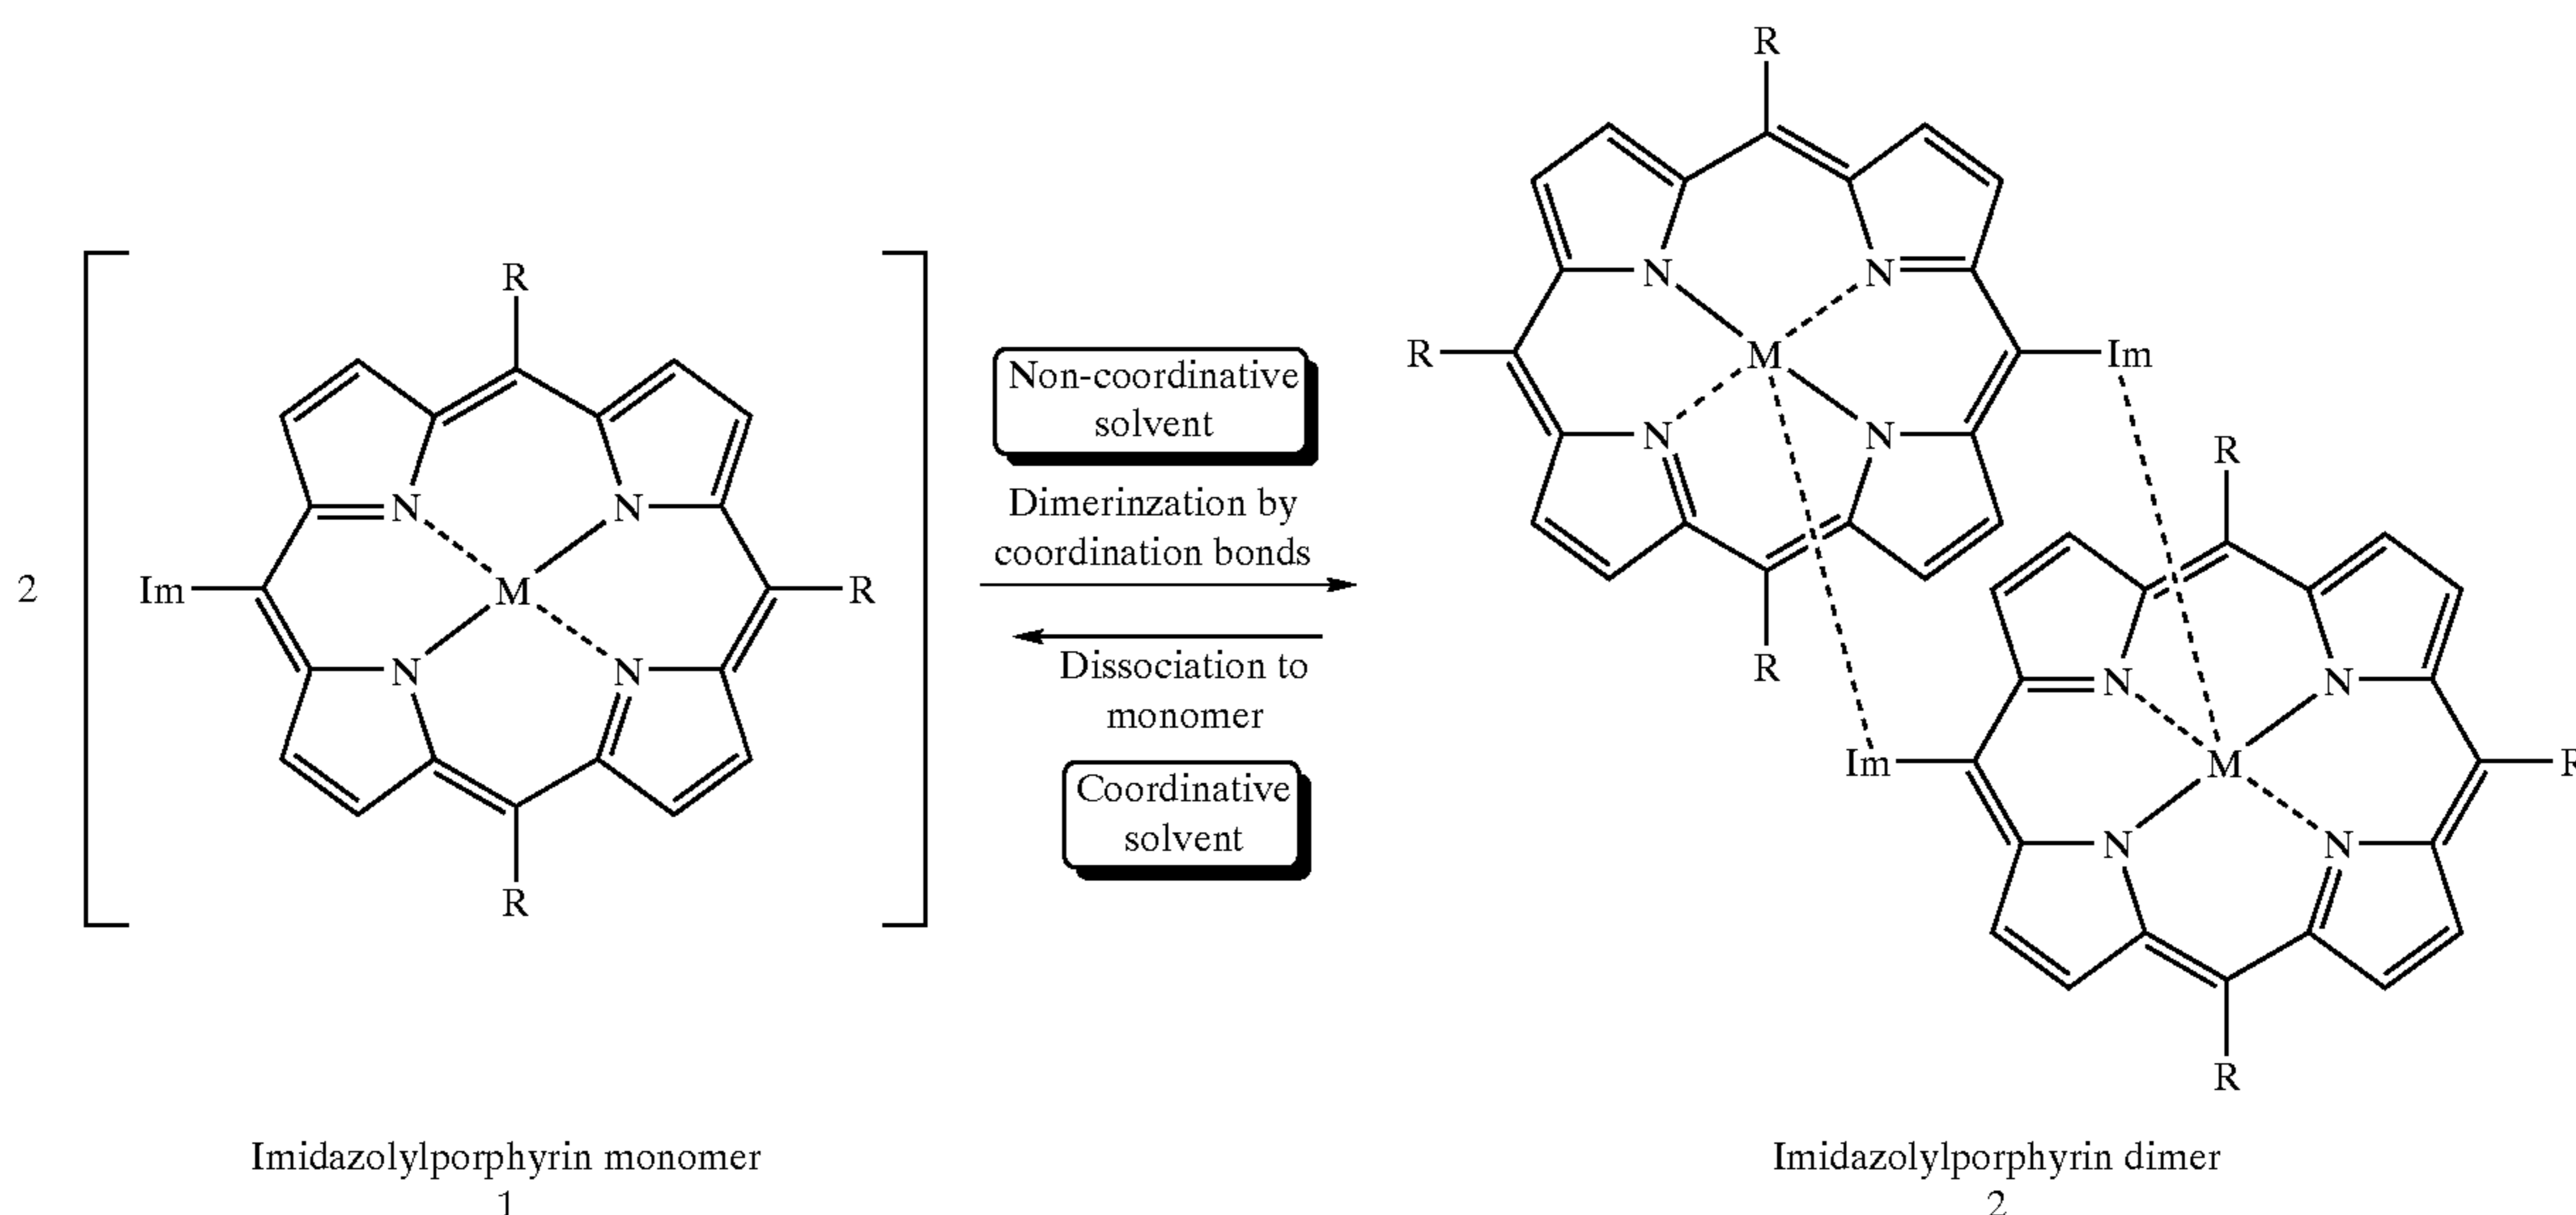 2
Im
R
N
N
M
R
N
N
R
Non-coordinative
solvent
Dimerinzation by
coordination bonds
Dissociation to
monomer
Coordinative
solvent
R
N
N
R
M
Im
N
N
R
R
N
N
Im
M
R
N
N
R
Imidazolylporphyrin monomer
1
Imidazolylporphyrin dimer
2